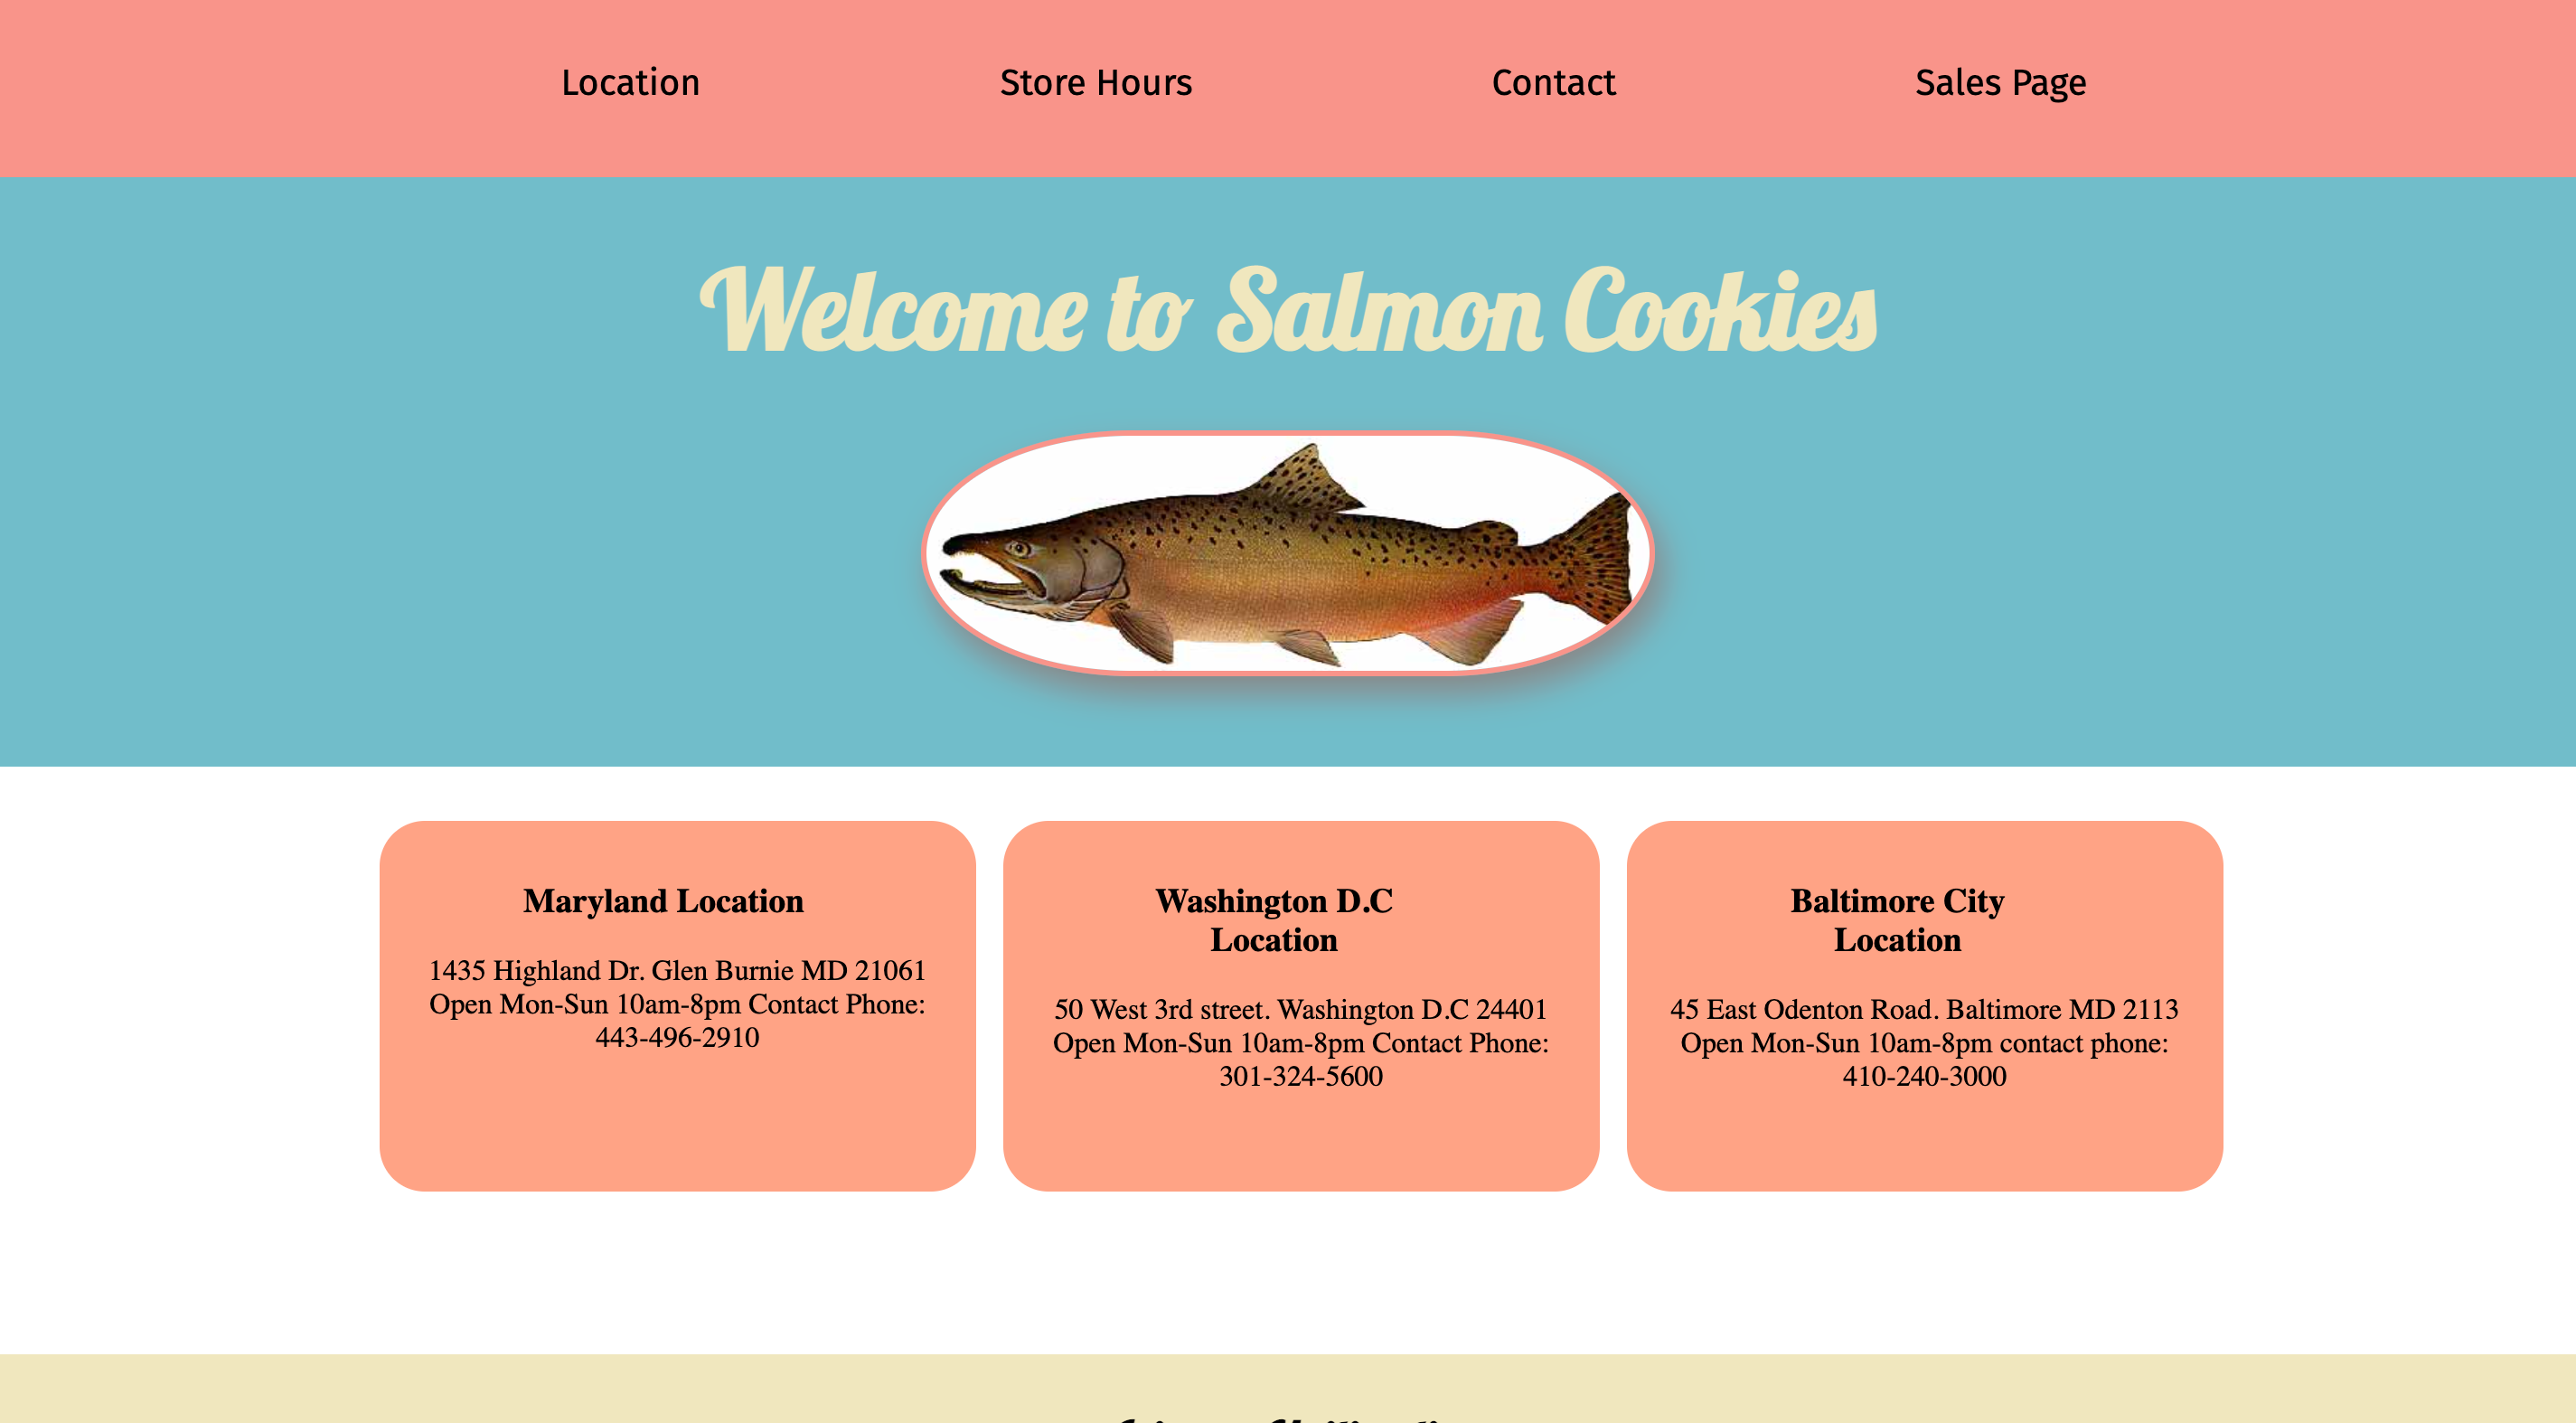 Location Store Hours Contact Sales Page
Welcome to Salmon Cookies
Maryland Location
1435 Highland Dr. Glen Burnie MD 21061
Open Mon-Sun 10am-8pm Contact Phone:
443-496-2910
Washington D.C
Location
50 West 3rd street. Washington D.C 24401
Open Mon-Sun 10am-8pm Contact Phone:
301-324-5600
Baltimore City
Location
45 East Odenton Road. Baltimore MD 2113
Open Mon-Sun 10am-8pm contact phone:
410-240-3000